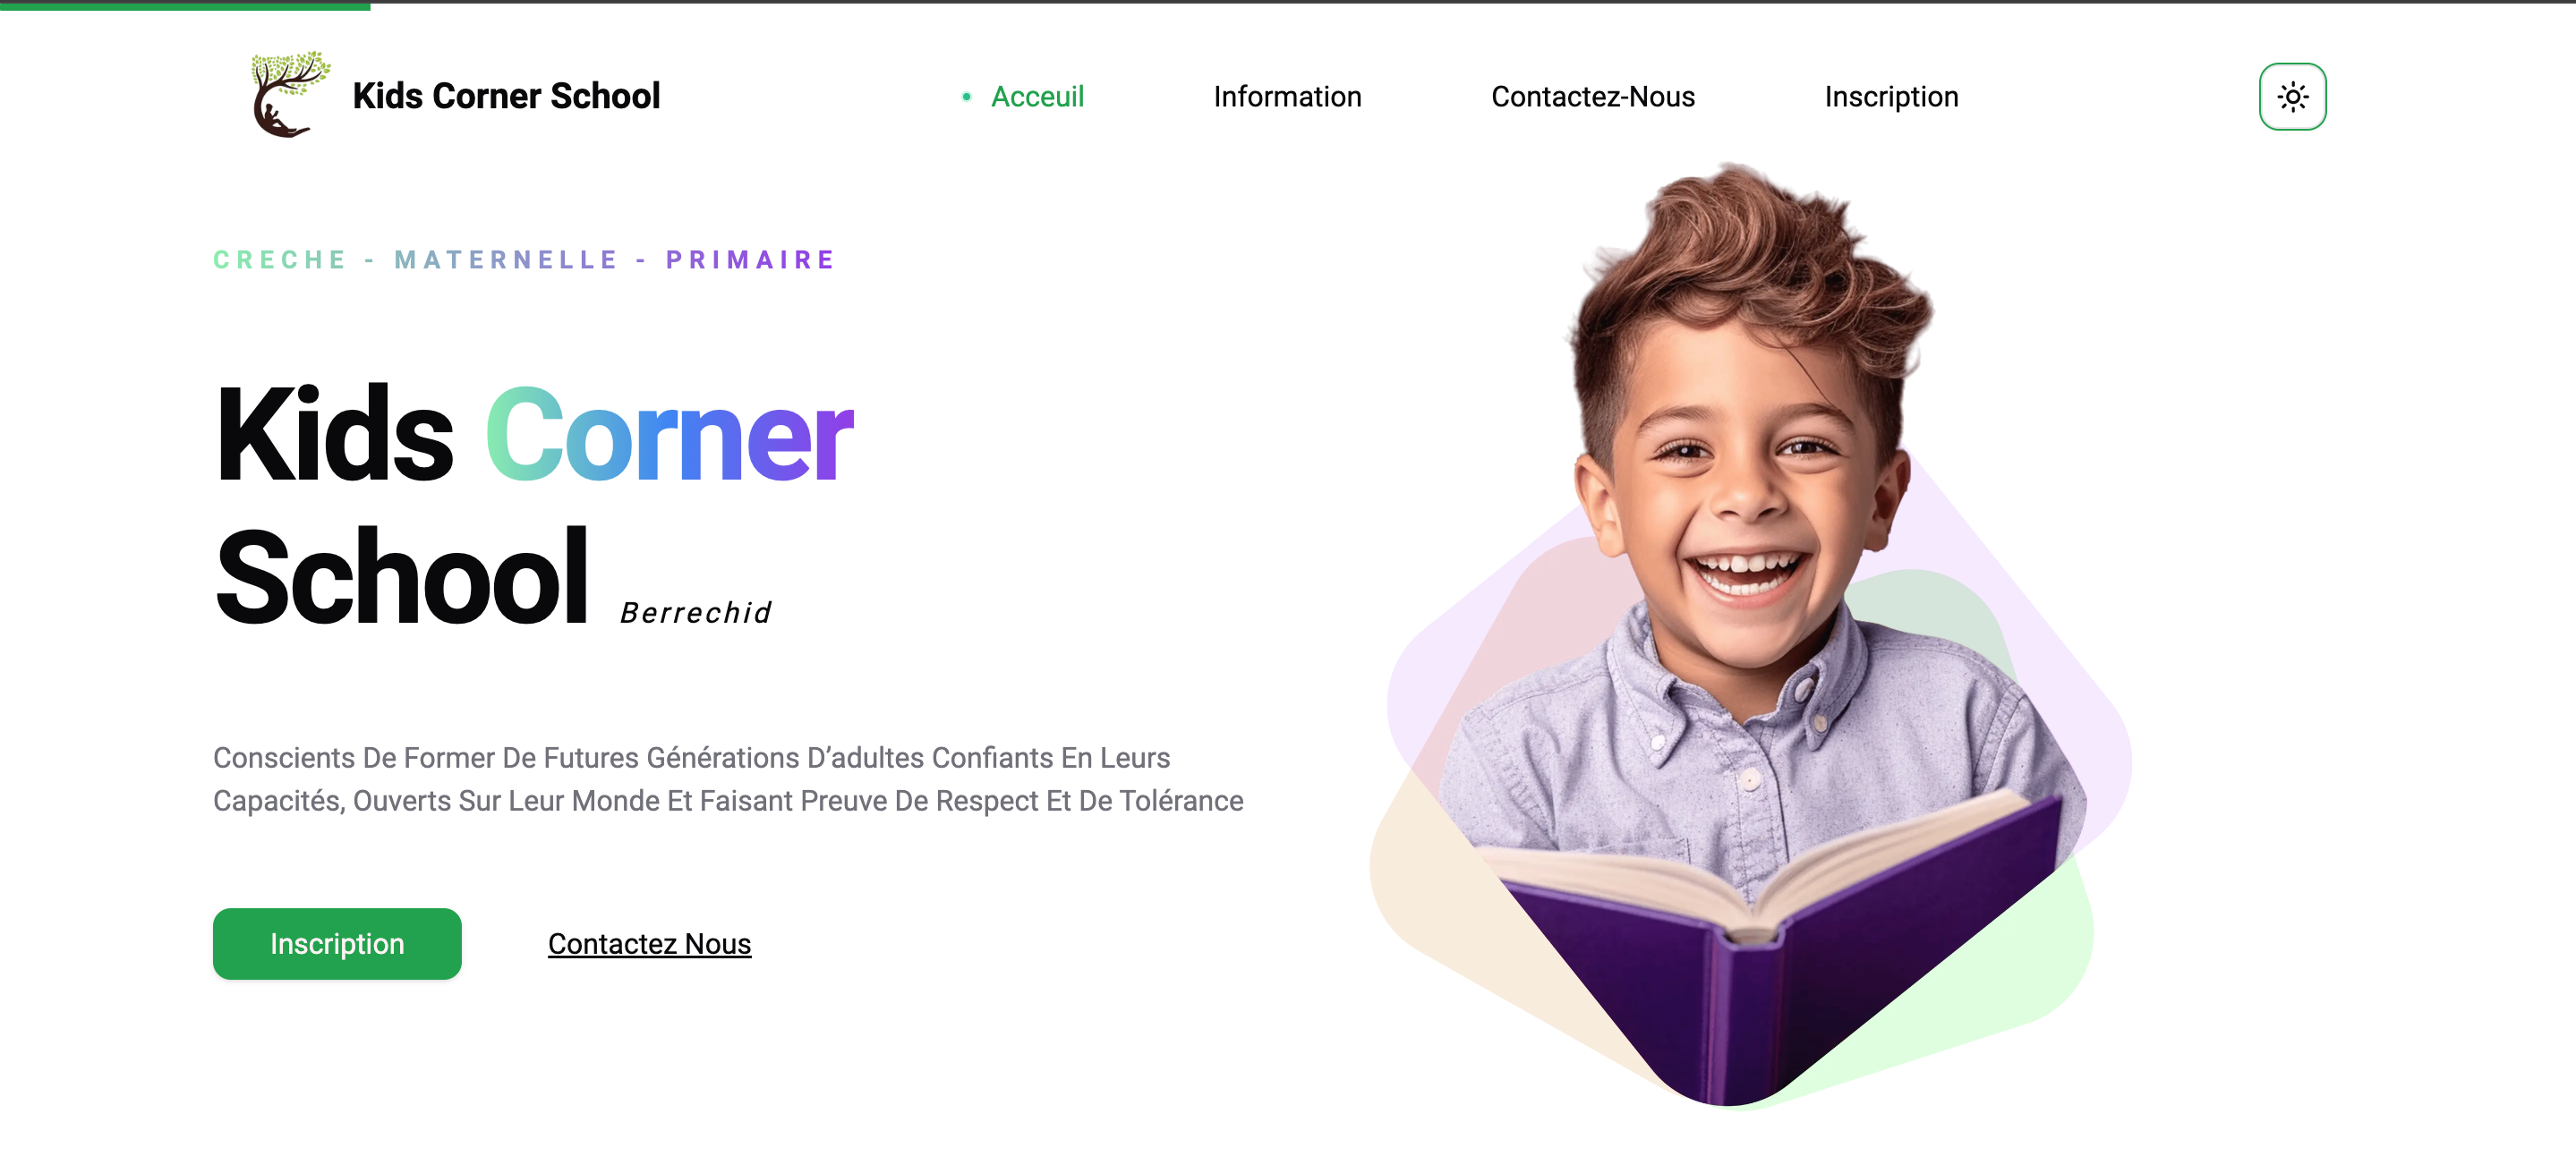 Kids Corner School
Acceuil
Information
Contactez-Nous
Inscription
CRECHE - MATERNELLE - PRIMAIRE
Kids Corner
School Berrechid
Conscients De Former De Futures Générations D’adultes Confiants En Leurs
Capacités, Ouverts Sur Leur Monde Et Faisant Preuve De Respect Et De Tolérance
Inscription
Contactez Nous